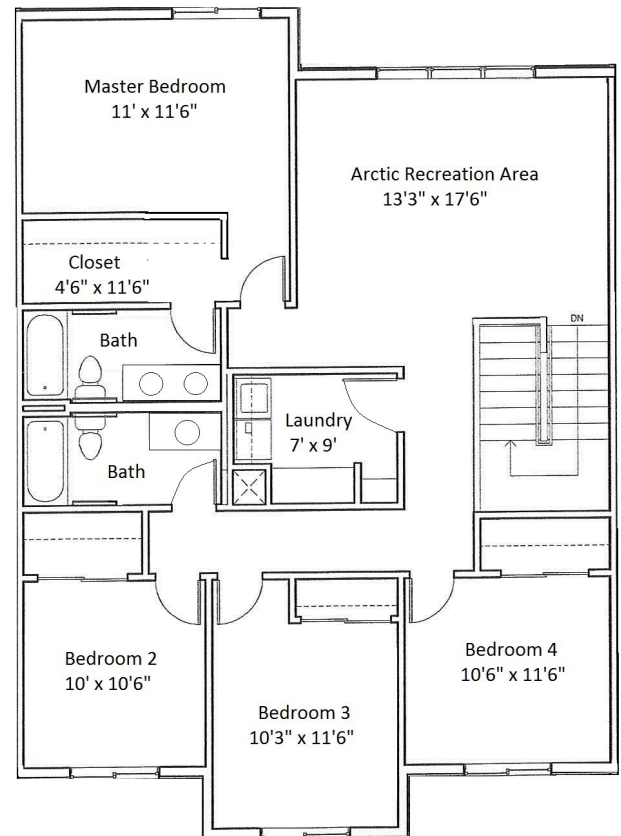 Master Bedroom
11' x 11'6"
Arctic Recreation Area
13'3" x 17'6"
Closet
4'6" x 11'6"
DN
Bath
Laundry
7' x 9'
Bath
Bedroom 2
10' x 10'6"
Bedroom 3
10'3" x 11'6"
Bedroom 4
10'6" x 11'6"